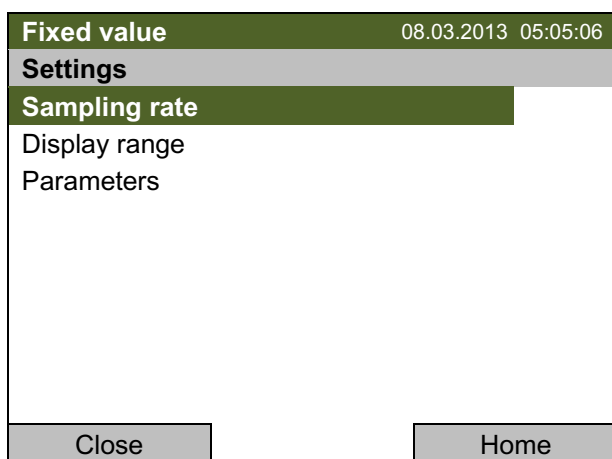 Fixed value 08.03.2013 05:05:06
Settings
Sampling rate
Display range
Parameters
Close Home